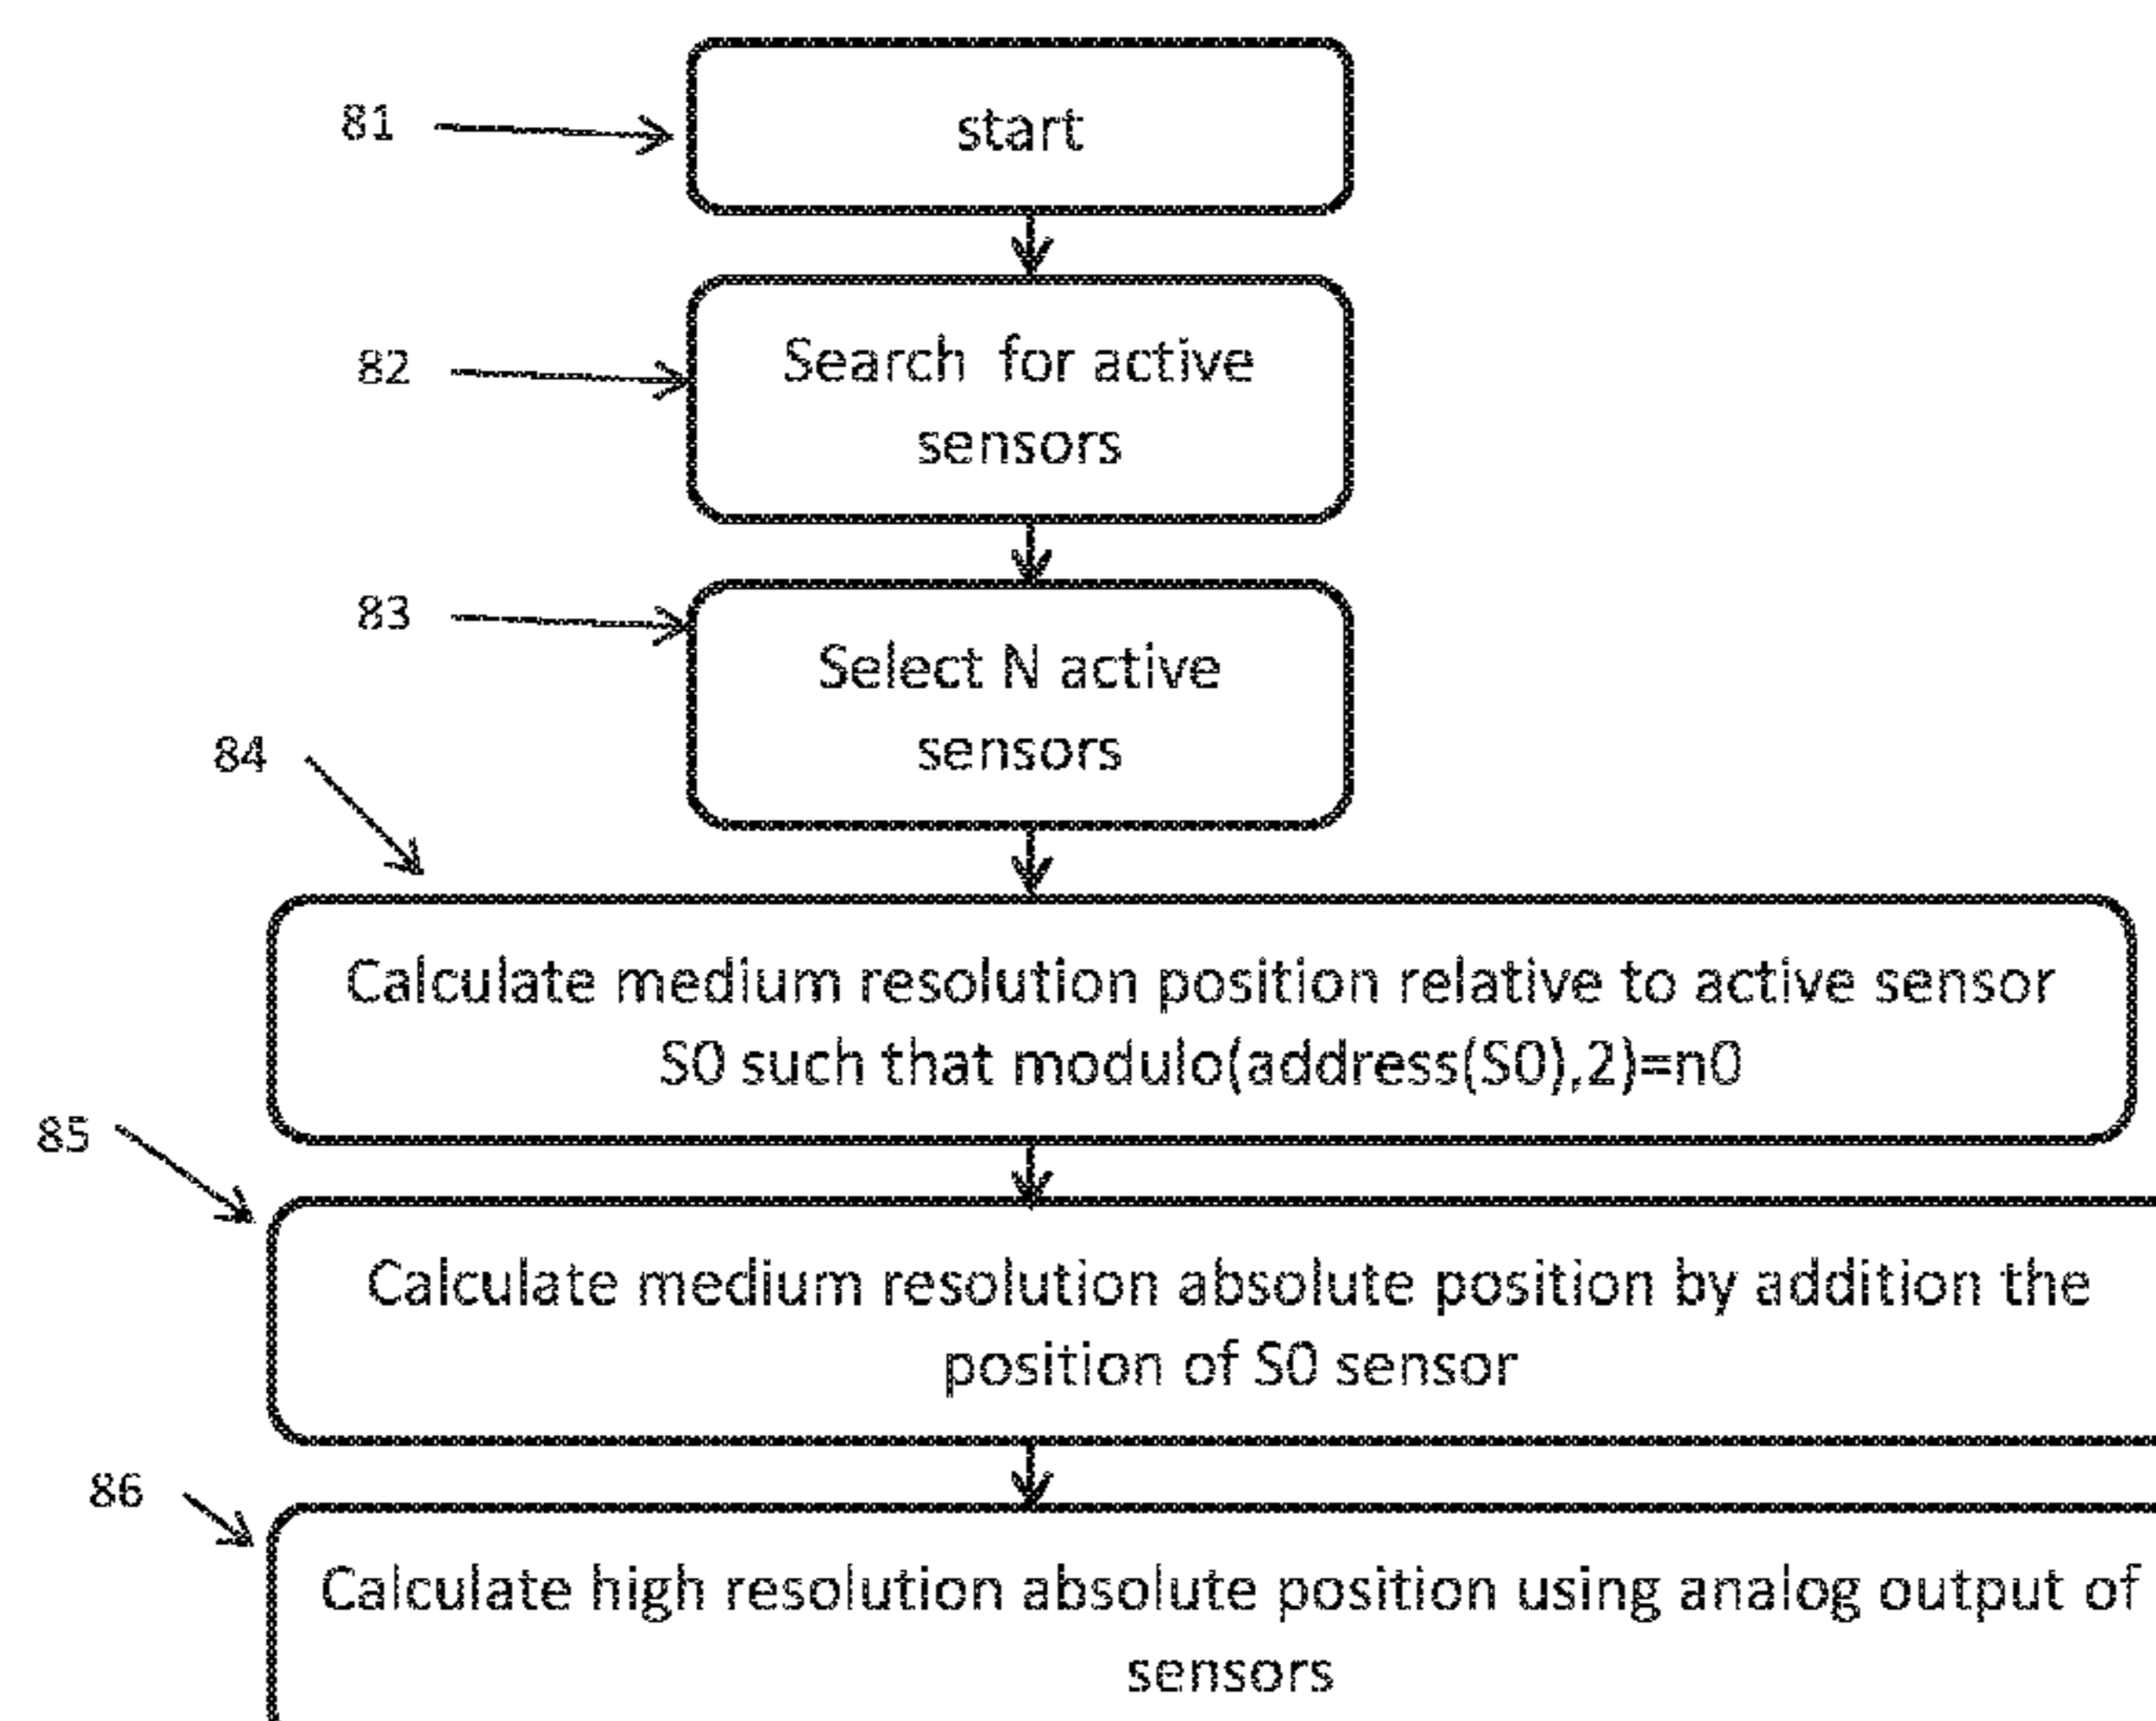 81
start
82
Search for active
sensors
83
Select N active
sensors
84
Calculate medium resolution position relative to active sensor
S0 such that modulo(address(S0),2)=n0
85
Calculate medium resolution absolute position by addition the
position of S0 sensor
86
Calculate high resolution absolute position using analog output of
sensors